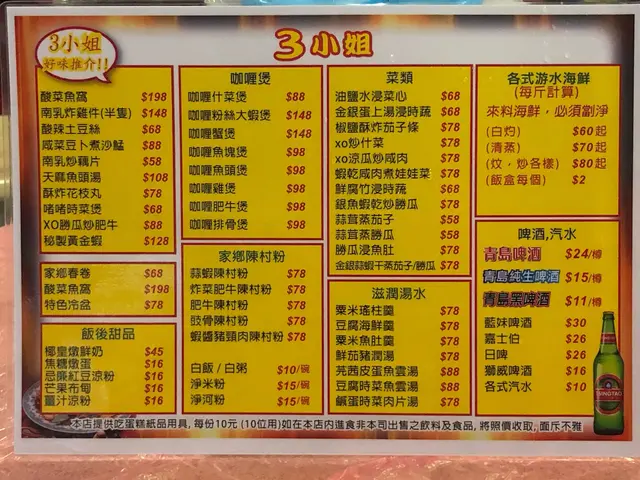 3小姐
好味推介!!
3小姐
酸菜魚窩 $198
南乳炸雞件(半隻) $148
酸辣土豆絲 $68
咸菜豆卜煮沙鯭 $88
南乳炒藕片 $58
天麻魚頭湯 $108
酥炸花枝丸 $78
啫啫時菜煲 $68
XO勝瓜炒肥牛 $88
秘製黃金蝦 $128
家鄉春卷 $68
酸菜魚窩 $198
特色冷盆 $78
飯後甜品
椰皇燉鮮奶 $45
焦糖燉蛋 $16
忌廉紅豆涼粉 $16
芒果布甸 $16
薑汁涼粉 $16
咖喱煲
咖喱什菜煲 $88
咖喱粉絲大蝦煲 $148
咖喱蟹煲 $148
咖喱魚塊煲 $98
咖喱魚頭煲 $98
咖喱雞煲 $98
咖喱肥牛煲 $98
咖喱排骨煲 $98
家鄉陳村粉
蒜蝦陳村粉 $78
炸菜肥牛陳村粉 $78
肥牛陳村粉 $78
豉骨陳村粉 $78
蝦醬豬頸肉陳村粉 $78
白飯/白粥 $10/碗
淨米粉 $15/碗
淨河粉 $15/碗
菜類
油鹽水浸菜心 $68
金銀蛋上湯浸時蔬 $68
椒鹽酥炸茄子條 $78
xo炒什菜 $78
xo涼瓜炒咸肉 $78
蝦乾咸肉煮娃娃菜 $78
鮮腐竹浸時蔬 $68
銀魚蝦乾炒勝瓜 $78
蒜茸蒸茄子 $58
蒜茸蒸勝瓜 $58
勝瓜浸魚肚 $78
金銀蒜蝦干蒸茄子/勝瓜 $78
滋潤湯水
粟米瑤柱羹 $78
豆腐海鮮羹 $78
粟米魚肚羹 $78
鮮茄豬潤湯 $78
芫茜皮蛋魚雲湯 $88
豆腐時菜魚雲湯 $88
鹹蛋時菜肉片湯 $78
各式游水海鮮
(每斤計算)
來料海鮮，必須劏淨
(白灼) $60起
(清蒸) $70起
(炆，炒各樣) $80起
(飯盒每個) $2
啤酒,汽水
青島啤酒 $24/樽
青島純生啤酒 $15/樽
青島黑啤酒 $11/樽
藍妹啤酒 $30
嘉士伯 $26
日啤 $26
獅威啤酒 $16
各式汽水 $10
TSINGTAO
本店提供吃蛋糕紙品用具, 每份10元 (10位用)如在本店內進食非本司出售之飲料及食品, 將照價收取, 面斥不雅